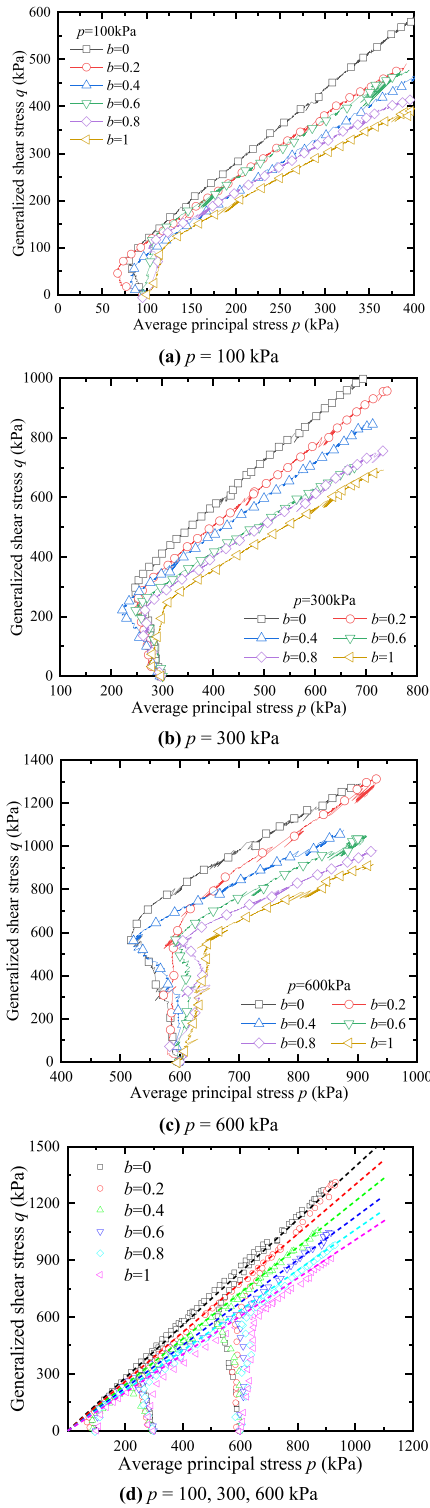 600
500
400
300
200
100
0
Generalized shear stress q (kPa)
p=100kPa
b=0
b=0.2
b=0.4
b=0.6
b=0.8
b=1
0 50 100 150 200 250 300 350 400
Average principal stress p (kPa)
(a) p = 100 kPa
1000
800
600
400
200
0
Generalized shear stress q (kPa)
p=300kPa
b=0 b=0.2
b=0.4 b=0.6
b=0.8 b=1
100 200 300 400 500 600 700 800
Average principal stress p (kPa)
(b) p = 300 kPa
1400
1200
1000
800
600
400
200
0
Generalized shear stress q (kPa)
p=600kPa
b=0 b=0.2
b=0.4 b=0.6
b=0.8 b=1
400 500 600 700 800 900 1000
Average principal stress p (kPa)
(c) p = 600 kPa
1500
1200
900
600
300
0
Generalized shear stress q (kPa)
b=0
b=0.2
b=0.4
b=0.6
b=0.8
b=1
200 400 600 800 1000 1200
Average principal stress p (kPa)
(d) p = 100, 300, 600 kPa